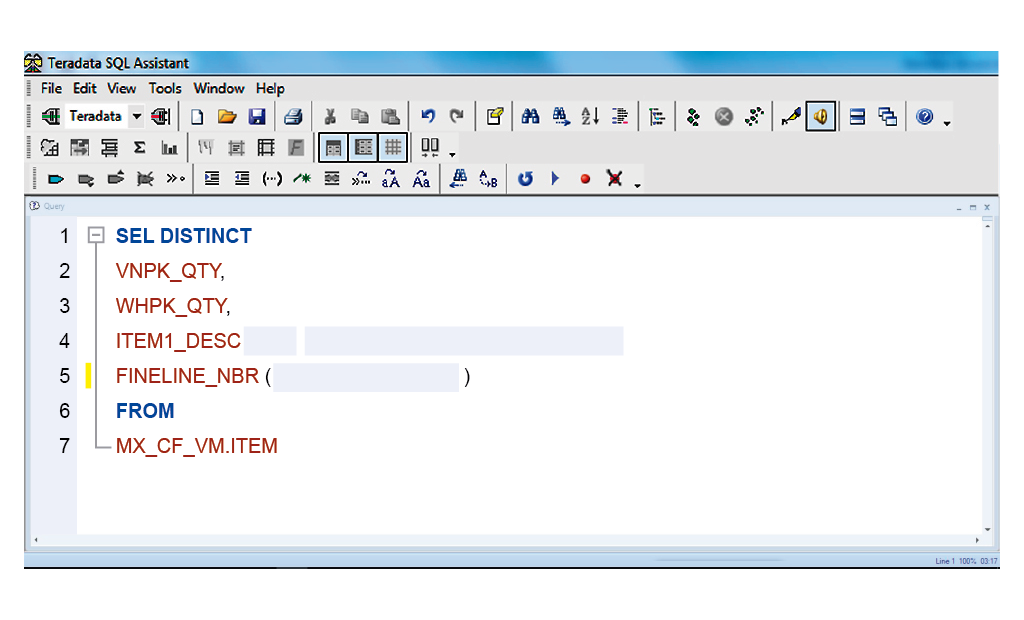 Teradata SQL Assistant
File Edit View Tools Window Help
Teradata
Query
1 SEL DISTINCT
2 VNPK_QTY,
3 WHPK_QTY,
4 ITEM1_DESC
5 FINELINE_NBR ( )
6 FROM
7 MX_CF_VM.ITEM
Line 1 100% 03:17